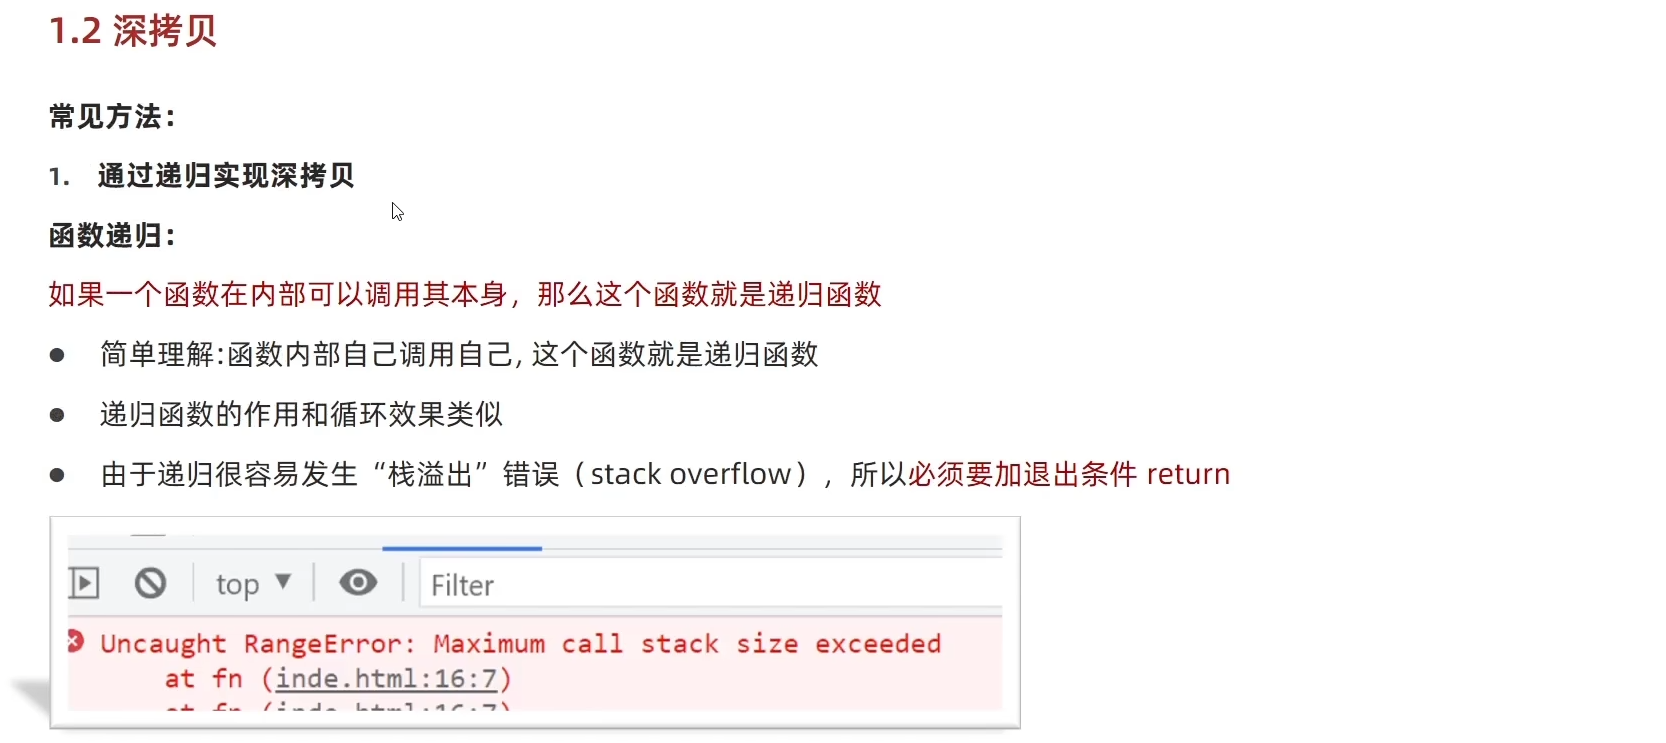 1.2 深拷贝
常见方法：
1. 通过递归实现深拷贝
函数递归：
如果一个函数在内部可以调用其本身，那么这个函数就是递归函数
● 简单理解:函数内部自己调用自己, 这个函数就是递归函数
● 递归函数的作用和循环效果类似
● 由于递归很容易发生“栈溢出”错误（stack overflow），所以必须要加退出条件 return
top ▼ Filter
Uncaught RangeError: Maximum call stack size exceeded
at fn (inde.html:16:7)
at fn (inde.html:16:7)